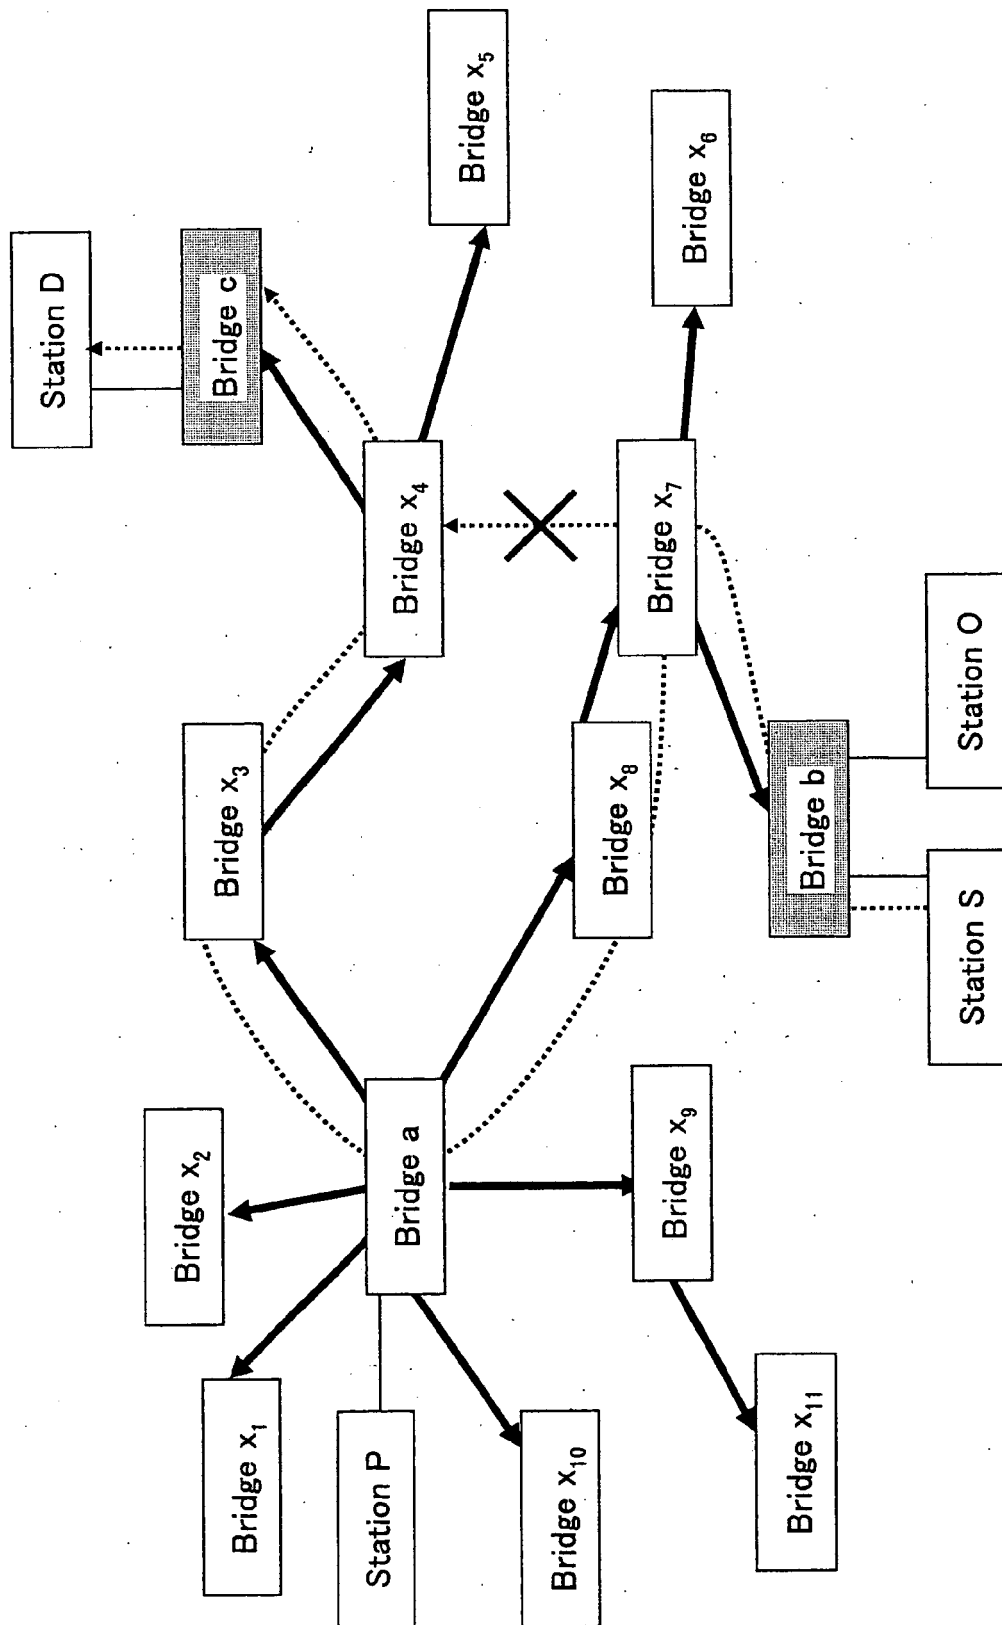 Station D
Bridge x₂
Bridge x₁
Bridge x₃
Bridge c
Station P
Bridge a
Bridge x₄
Bridge x₅
Bridge x₁₀
Bridge x₈
Bridge x₉
Bridge x₇
Bridge x₆
Bridge x₁₁
Bridge b
Station S
Station O